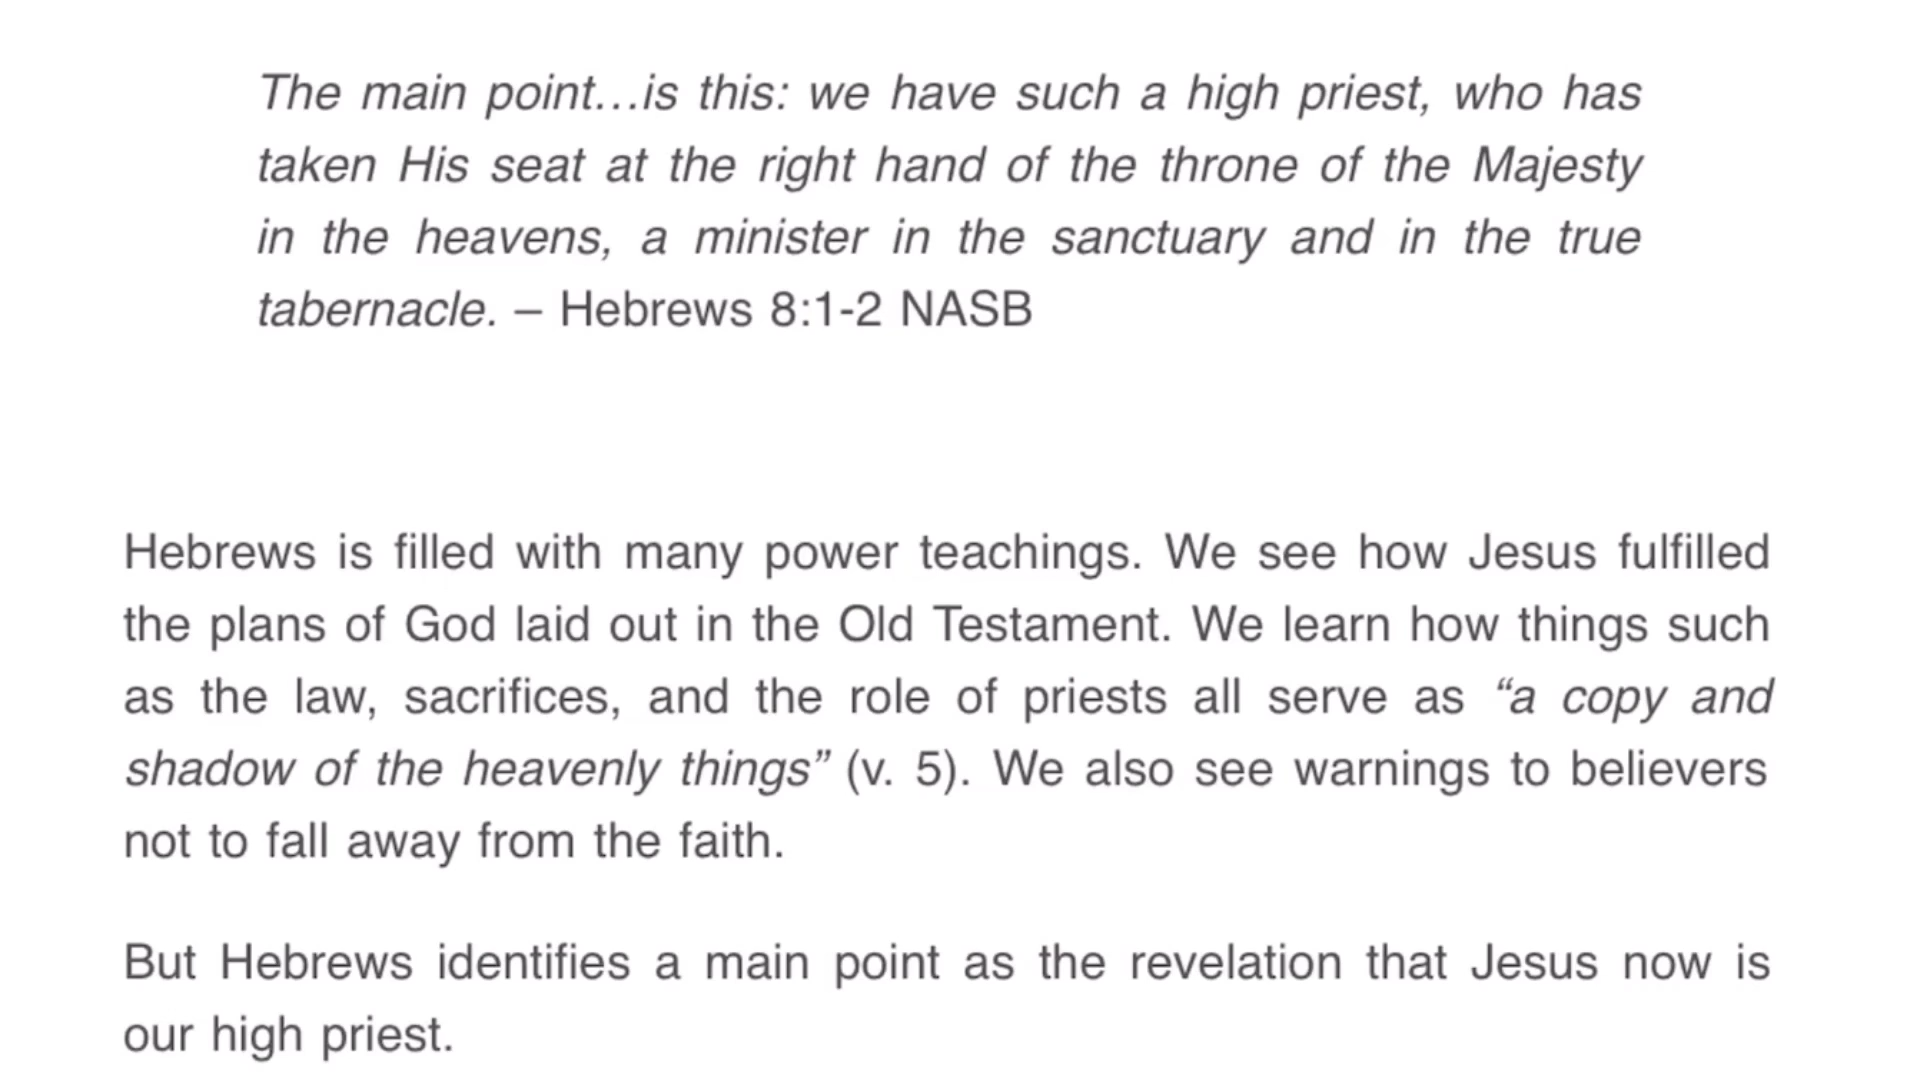 The main point…is this: we have such a high priest, who has
taken His seat at the right hand of the throne of the Majesty
in the heavens, a minister in the sanctuary and in the true
tabernacle. – Hebrews 8:1-2 NASB
Hebrews is filled with many power teachings. We see how Jesus fulfilled
the plans of God laid out in the Old Testament. We learn how things such
as the law, sacrifices, and the role of priests all serve as “a copy and
shadow of the heavenly things” (v. 5). We also see warnings to believers
not to fall away from the faith.
But Hebrews identifies a main point as the revelation that Jesus now is
our high priest.